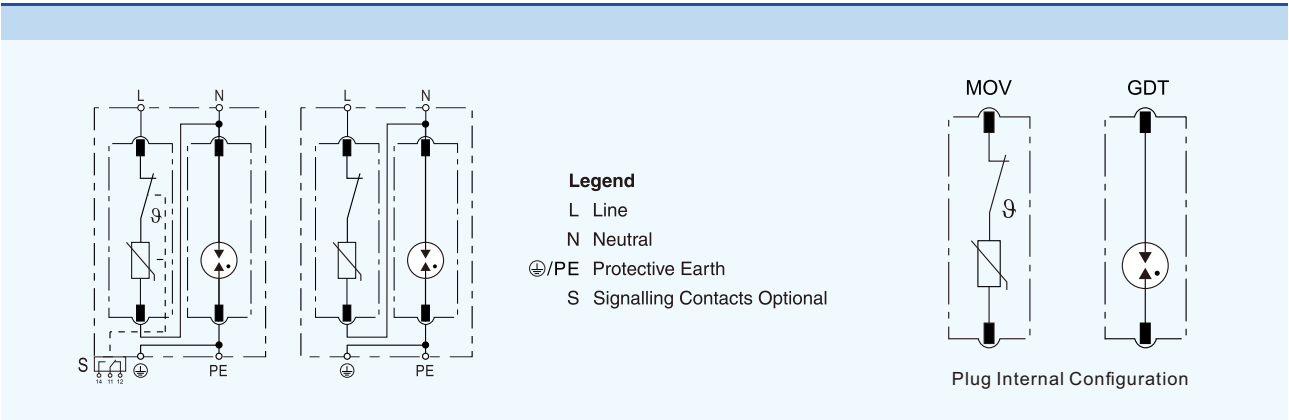 L N
ϑ
S 14 11 12 ⏚ PE
L N
⏚ PE
Legend
L Line
N Neutral
⏚/PE Protective Earth
S Signalling Contacts Optional
MOV GDT
ϑ
Plug Internal Configuration